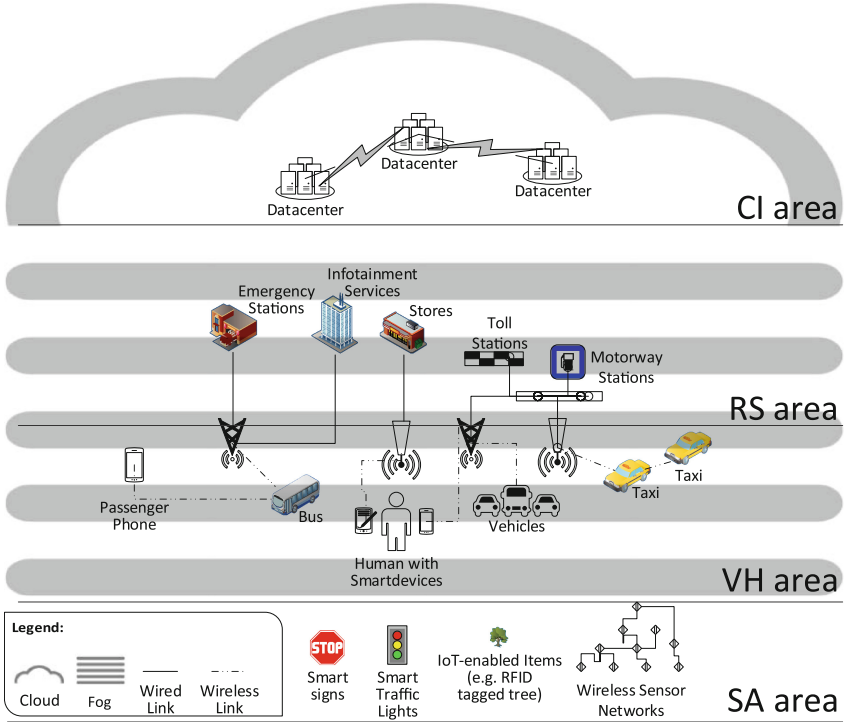 Datacenter
Datacenter
Datacenter
CI area
Infotainment
Services
Emergency
Stations
Stores
Toll
Stations
Motorway
Stations
RS area
Passenger
Phone
Bus
Human with
Smartdevices
Vehicles
Taxi
Taxi
VH area
Legend:
Cloud
Fog
Wired
Link
Wireless
Link
STOP
Smart
signs
Smart
Traffic
Lights
IoT-enabled Items
(e.g. RFID
tagged tree)
Wireless Sensor
Networks
SA area